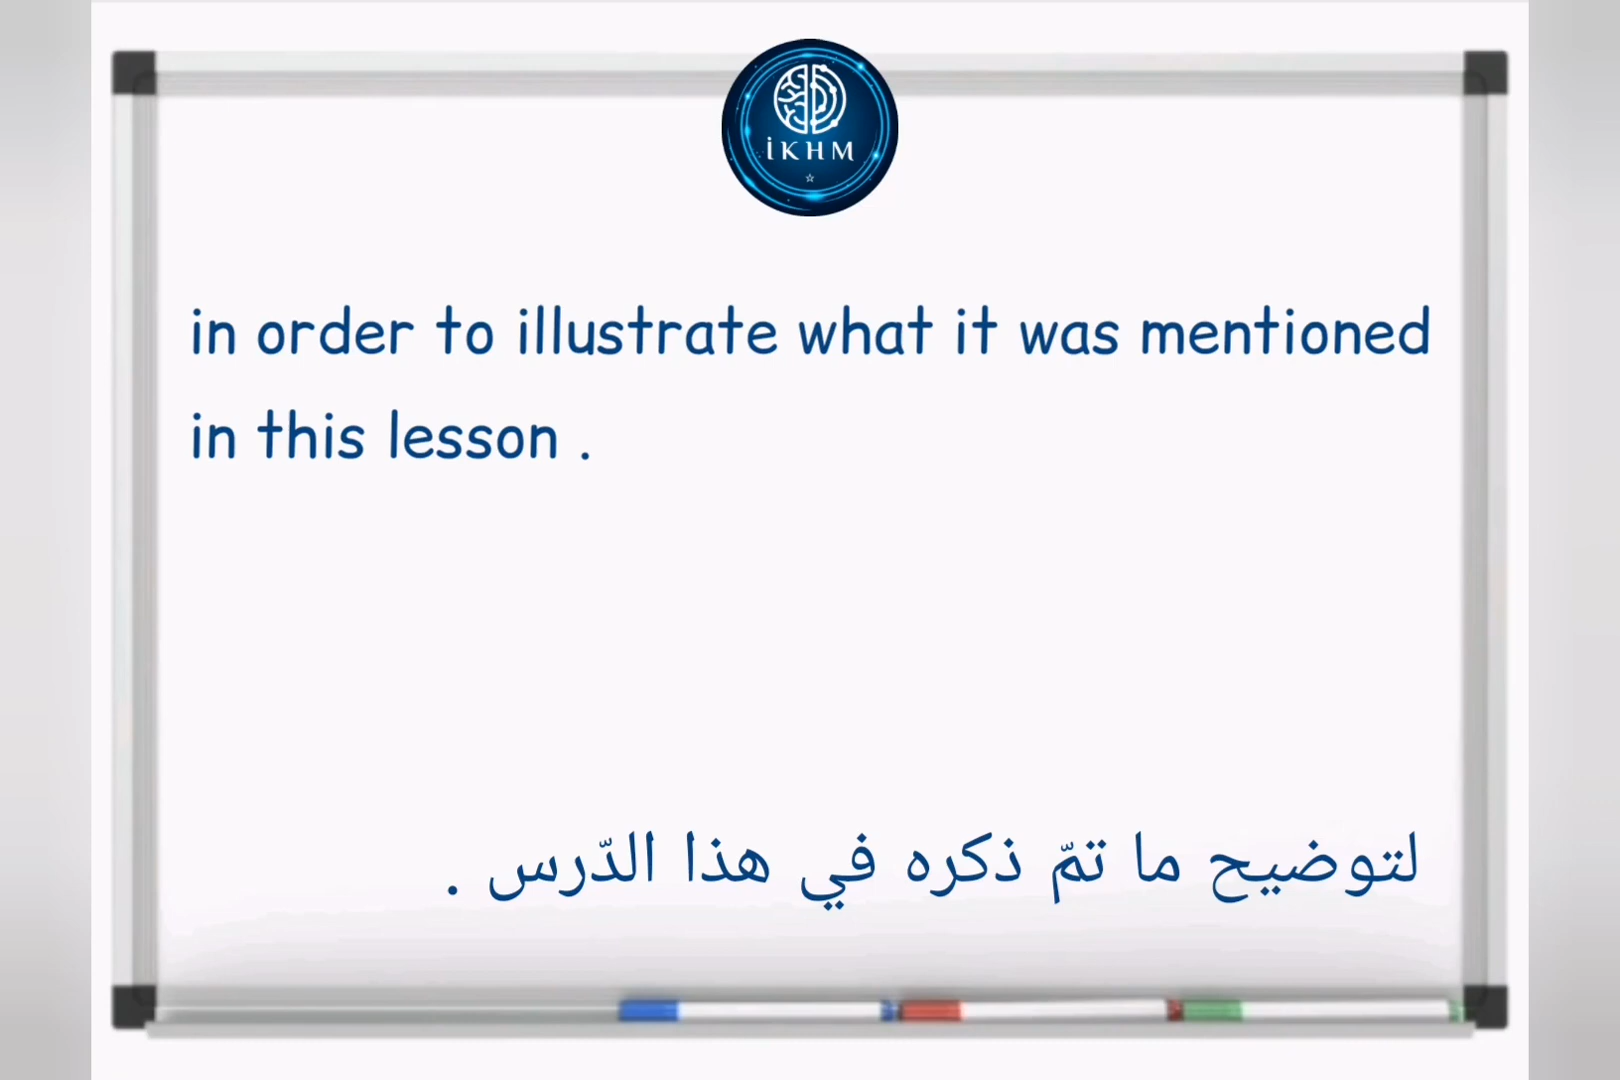 İKHM
in order to illustrate what it was mentioned
in this lesson .
لتوضيح ما تمّ ذكره في هذا الدّرس .